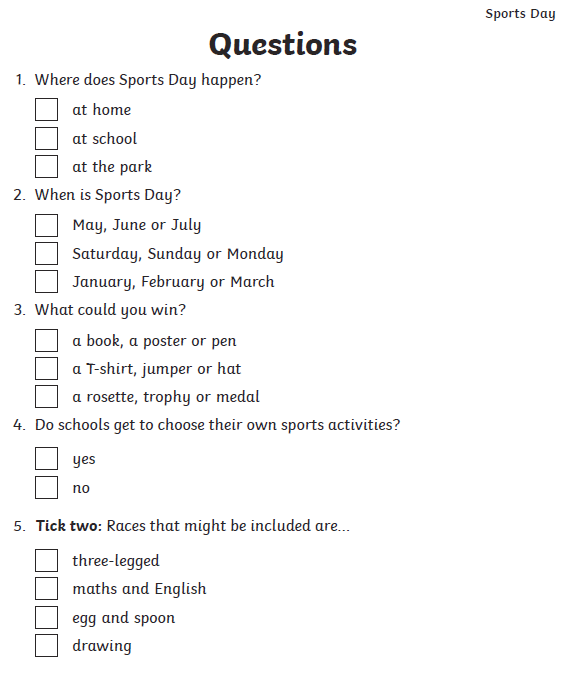 Sports Day
Questions
1. Where does Sports Day happen?
at home
at school
at the park
2. When is Sports Day?
May, June or July
Saturday, Sunday or Monday
January, February or March
3. What could you win?
a book, a poster or pen
a T-shirt, jumper or hat
a rosette, trophy or medal
4. Do schools get to choose their own sports activities?
yes
no
5. Tick two: Races that might be included are...
three-legged
maths and English
egg and spoon
drawing